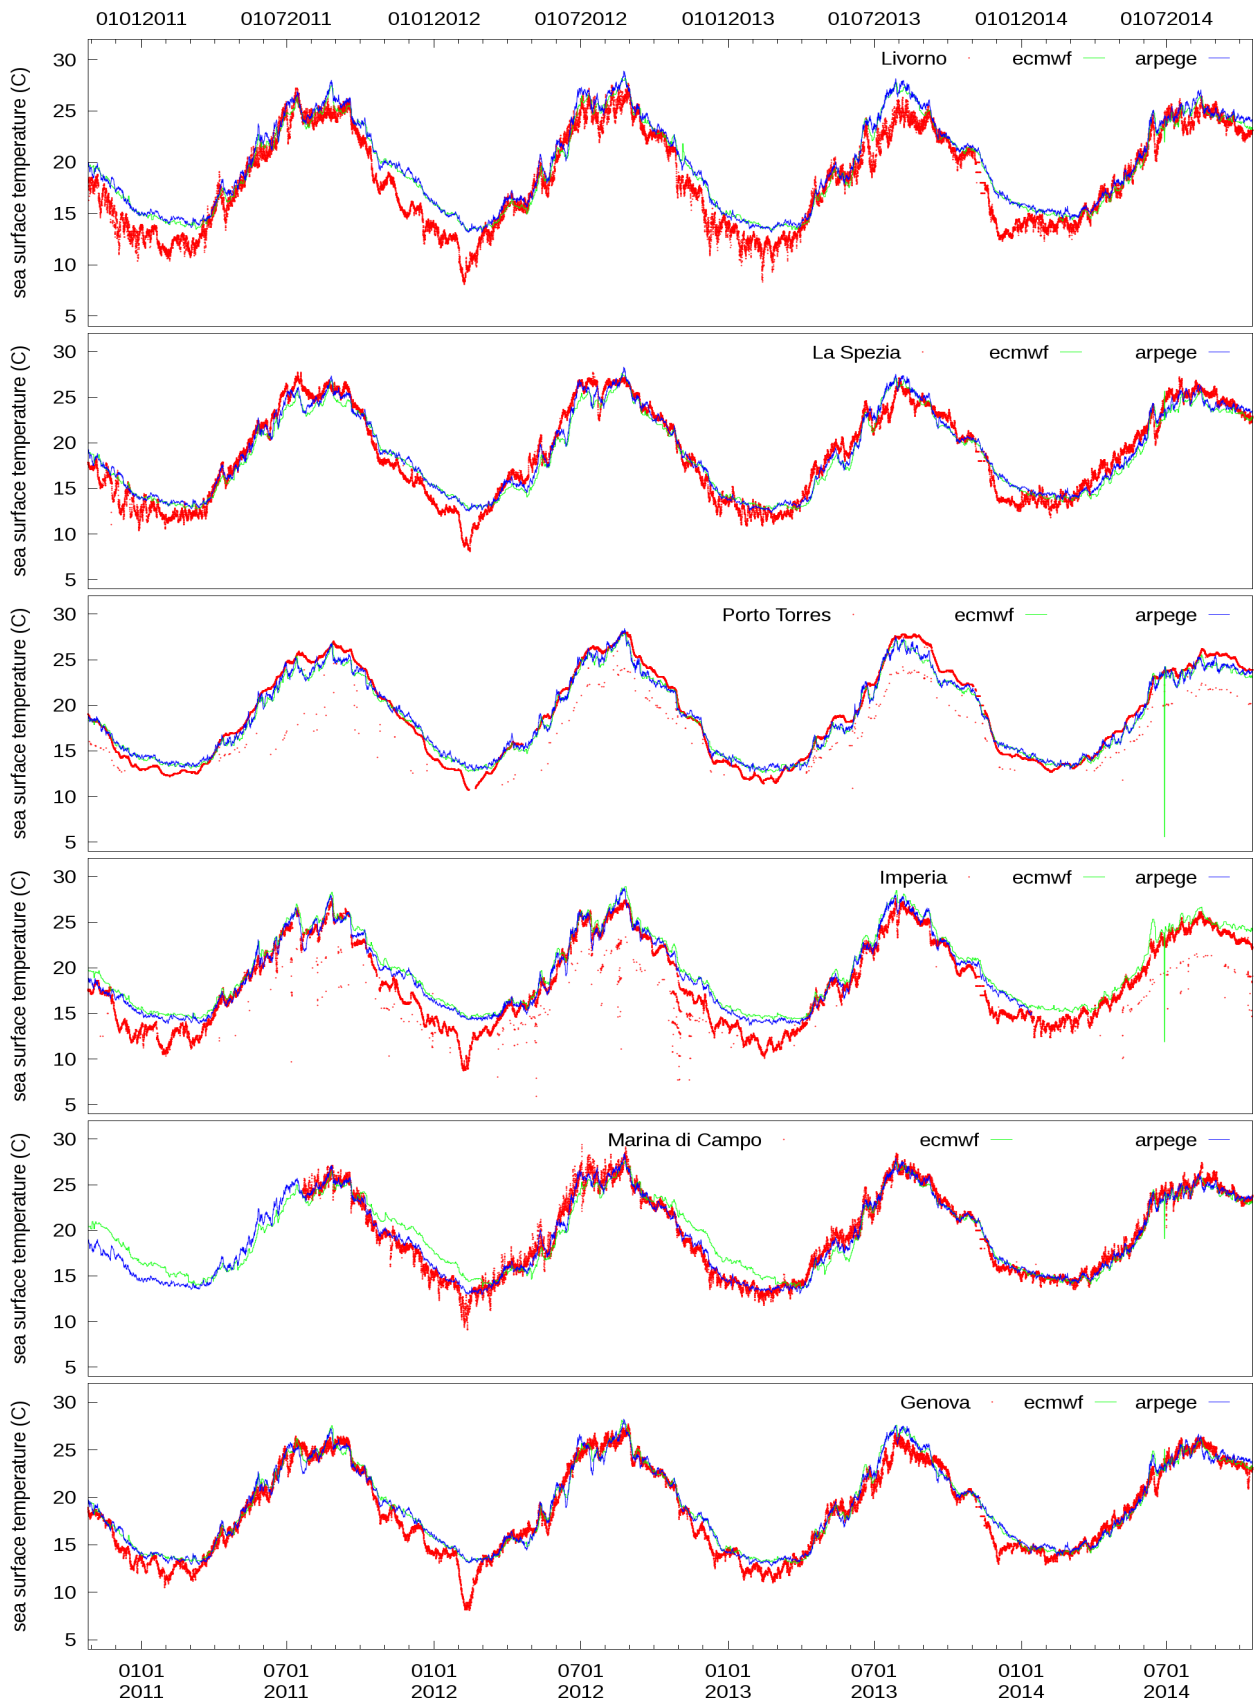 01012011 01072011 01012012 01072012 01012013 01072013 01012014 01072014
sea surface temperature (C)
Livorno ecmwf arpege
30
25
20
15
10
5
sea surface temperature (C)
La Spezia ecmwf arpege
30
25
20
15
10
5
sea surface temperature (C)
Porto Torres ecmwf arpege
30
25
20
15
10
5
sea surface temperature (C)
Imperia ecmwf arpege
30
25
20
15
10
5
sea surface temperature (C)
Marina di Campo ecmwf arpege
30
25
20
15
10
5
sea surface temperature (C)
Genova ecmwf arpege
30
25
20
15
10
5
0101 0701 0101 0701 0101 0701 0101 0701
2011 2011 2012 2012 2013 2013 2014 2014